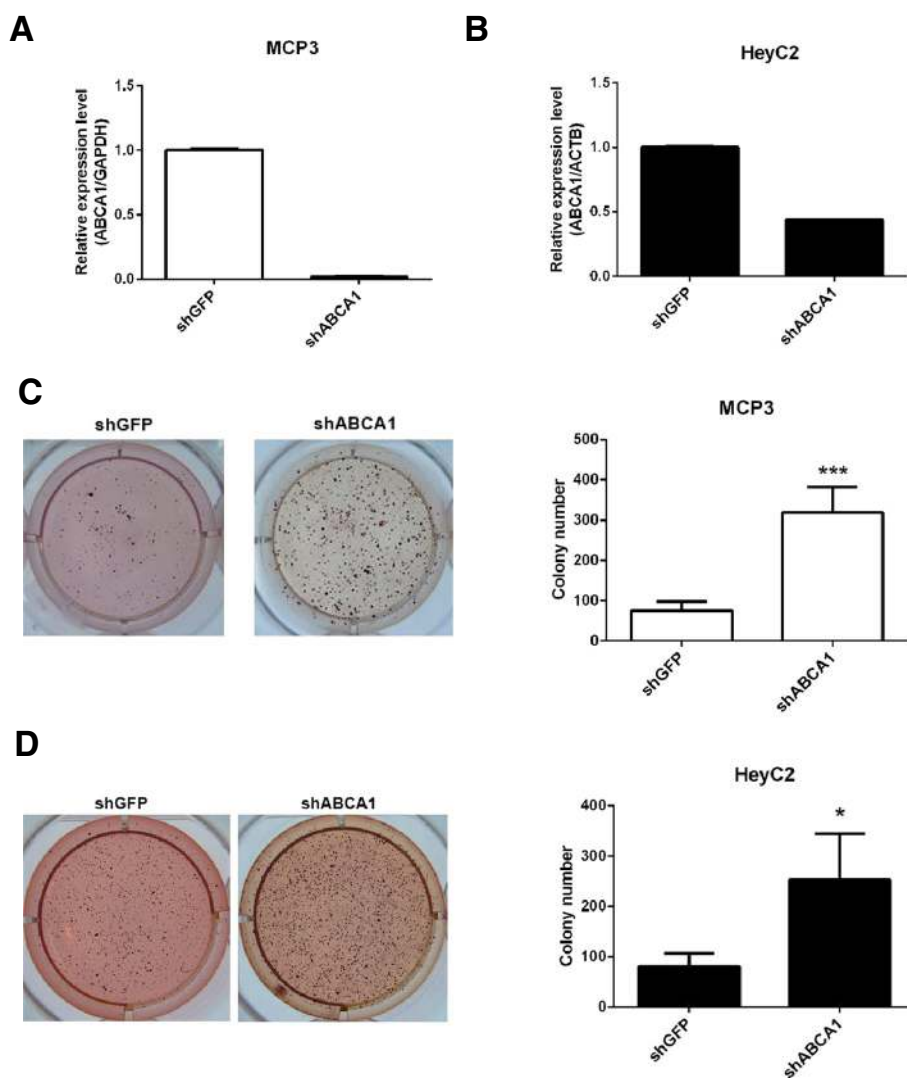 A
MCP3
Relative expression level
(ABCA1/GAPDH)
1.5
1.0
0.5
0.0
shGFP
shABCA1
B
HeyC2
Relative expression level
(ABCA1/ACTB)
1.5
1.0
0.5
0.0
shGFP
shABCA1
C
shGFP
shABCA1
MCP3
Colony number
500
400
300
200
100
0
***
shGFP
shABCA1
D
shGFP
shABCA1
HeyC2
Colony number
400
300
200
100
0
*
shGFP
shABCA1